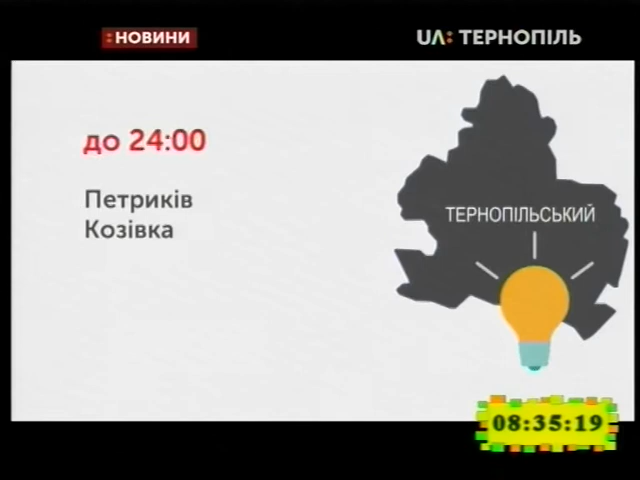 :НОВИНИ
UA: ТЕРНОПІЛЬ
до 24:00
Петриків
Козівка
ТЕРНОПІЛЬСЬКИЙ
08:35:19